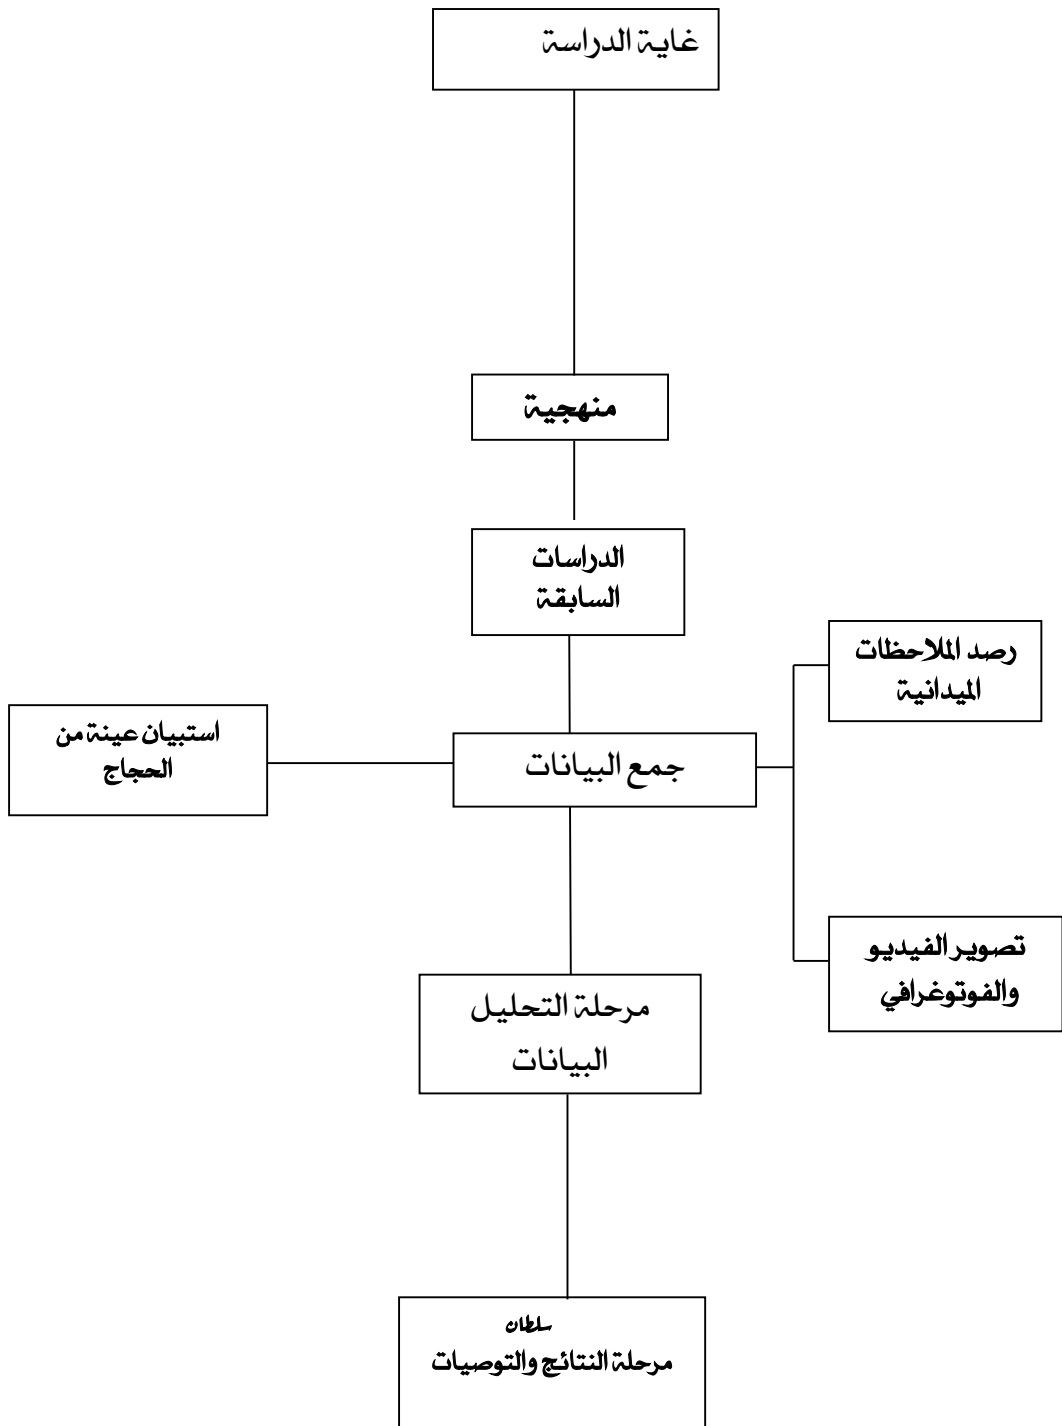 غاية الدراسة
منهجية
الدراسات
السابقة
رصد الملاحظات
الميدانية
استبيان عينة من
الحجاج
جمع البيانات
تصوير الفيديو
والفوتوغرافي
مرحلة التحليل
البيانات
سلطان
مرحلة النتائج والتوصيات